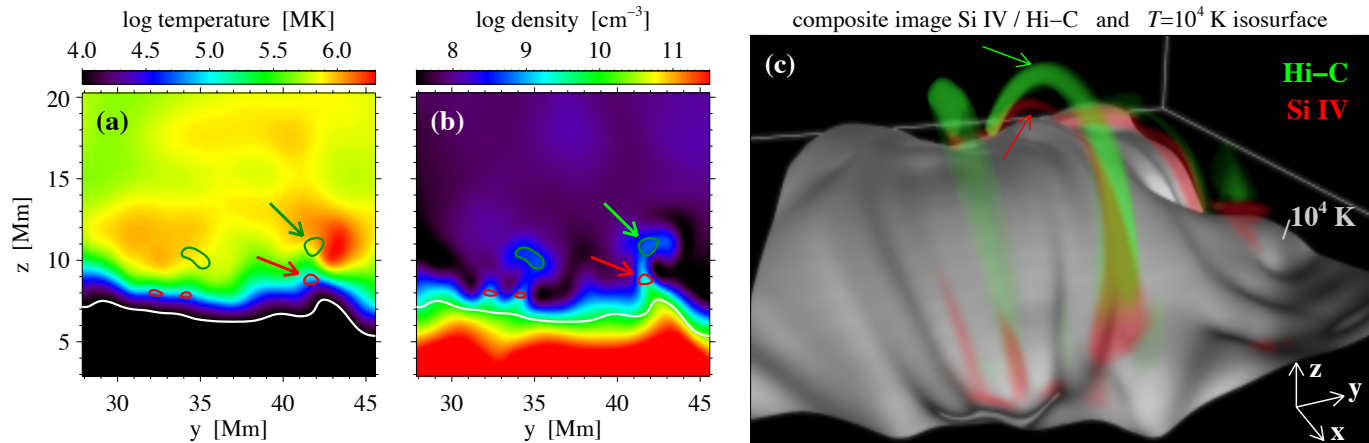 log temperature [MK]
4.0 4.5 5.0 5.5 6.0
(a)
20
15
10
5
z [Mm]
30 35 40 45
y [Mm]
log density [cm⁻³]
8 9 10 11
(b)
30 35 40 45
y [Mm]
composite image Si IV / Hi–C and T=10⁴ K isosurface
(c)
Hi–C
Si IV
10⁴ K
z
y
x